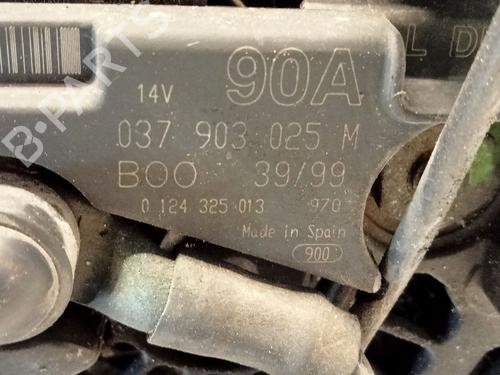 90A
14V
037 903 025 M
BOO 39/99
0 124 325 013 970
Made in Spain
900
L D
B-PARTS